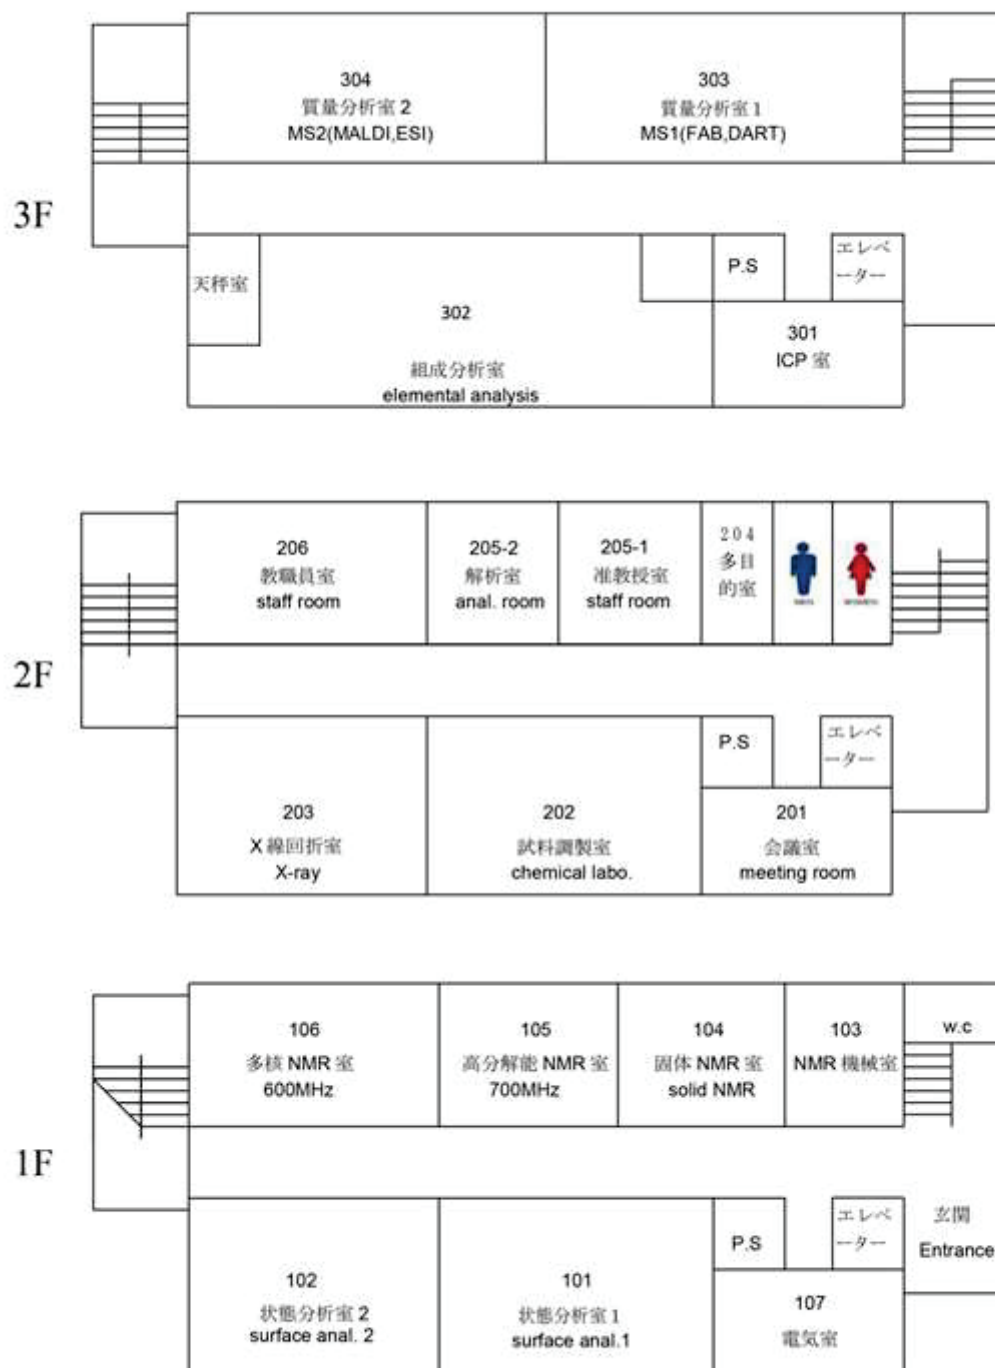 3F
304
質量分析室 2
MS2(MALDI,ESI)
303
質量分析室 1
MS1(FAB,DART)
天秤室
302
組成分析室
elemental analysis
P.S
エレベ
ーター
301
ICP 室
2F
206
教職員室
staff room
205-2
解析室
anal. room
205-1
准教授室
staff room
204
多目
的室
203
X 線回折室
X-ray
202
試料調製室
chemical labo.
P.S
エレベ
ーター
201
会議室
meeting room
1F
106
多核 NMR 室
600MHz
105
高分解能 NMR 室
700MHz
104
固体 NMR 室
solid NMR
103
NMR 機械室
w.c
102
状態分析室 2
surface anal. 2
101
状態分析室 1
surface anal.1
P.S
エレベ
ーター
107
電気室
玄関
Entrance